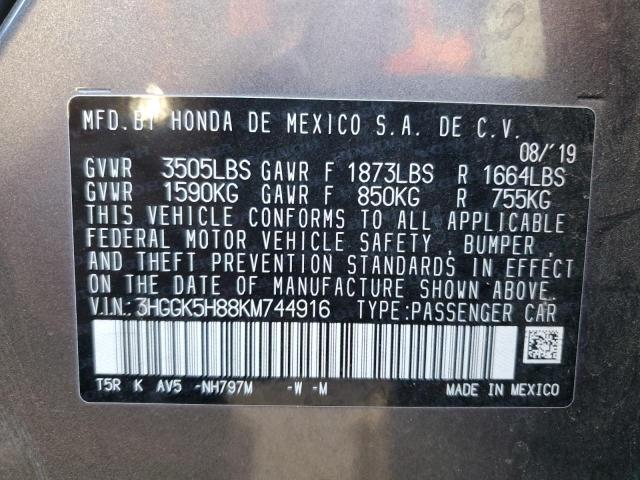 MFD.BY HONDA DE MEXICO S.A. DE C.V.
08/'19
GVWR 3505LBS GAWR F 1873LBS R 1664LBS
GVWR 1590KG GAWR F 850KG R 755KG
THIS VEHICLE CONFORMS TO ALL APPLICABLE
FEDERAL MOTOR VEHICLE SAFETY, BUMPER,
AND THEFT PREVENTION STANDARDS IN EFFECT
ON THE DATE OF MANUFACTURE SHOWN ABOVE.
V.I.N.:3HGGK5H88KM744916 TYPE:PASSENGER CAR
T5R K AV5 -NH797M -W -M
MADE IN MEXICO